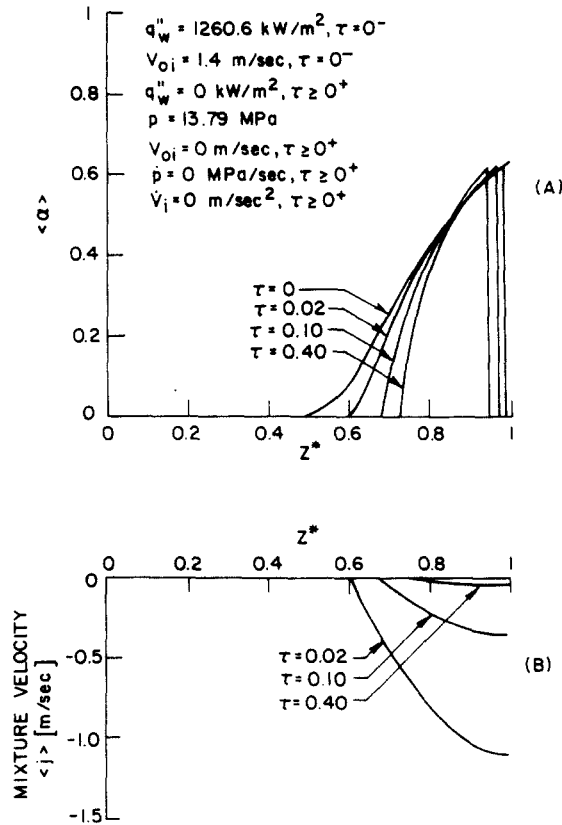 1
q"w = 1260.6 kW/m², τ=0⁻
Voi = 1.4 m/sec, τ = 0⁻
q"w = 0 kW/m², τ ≥ 0⁺
p = 13.79 MPa
Voi = 0 m/sec, τ ≥ 0⁺
ṗ = 0 MPa/sec, τ ≥ 0⁺
V̇i = 0 m/sec², τ ≥ 0⁺
0.8
0.6
0.4
0.2
0
<α>
(A)
τ = 0
τ = 0.02
τ = 0.10
τ = 0.40
0 0.2 0.4 0.6 0.8 1
Z*
Z*
0 0.2 0.4 0.6 0.8 1
0
-0.5
-1.0
-1.5
MIXTURE VELOCITY
<j> [m/sec]
τ = 0.02
τ = 0.10
τ = 0.40
(B)